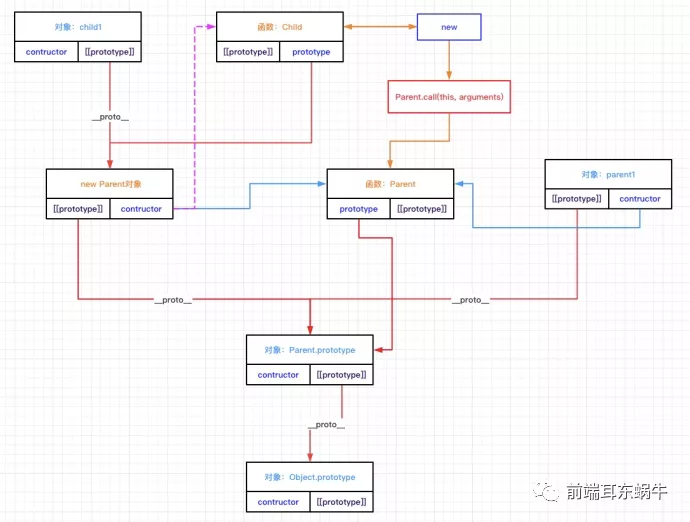 对象：child1
contructor [[prototype]]
函数：Child
[[prototype]] prototype
new
Parent.call(this, arguments)
__proto__
new Parent对象
[[prototype]] contructor
函数：Parent
prototype [[prototype]]
对象：parent1
[[prototype]] contructor
__proto__
__proto__
对象：Parent.prototype
contructor [[prototype]]
__proto__
对象：Object.prototype
contructor [[prototype]]
前端耳东蜗牛